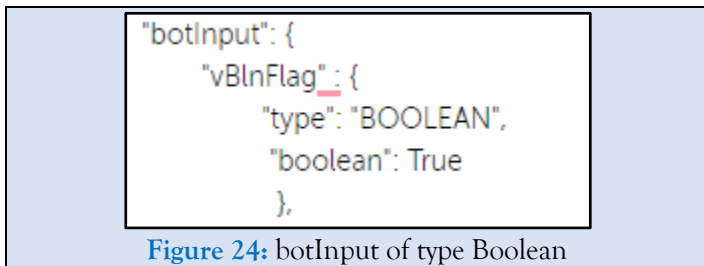 "botInput": {
"vBlnFlag" : {
"type": "BOOLEAN",
"boolean": True
},
Figure 24: botInput of type Boolean